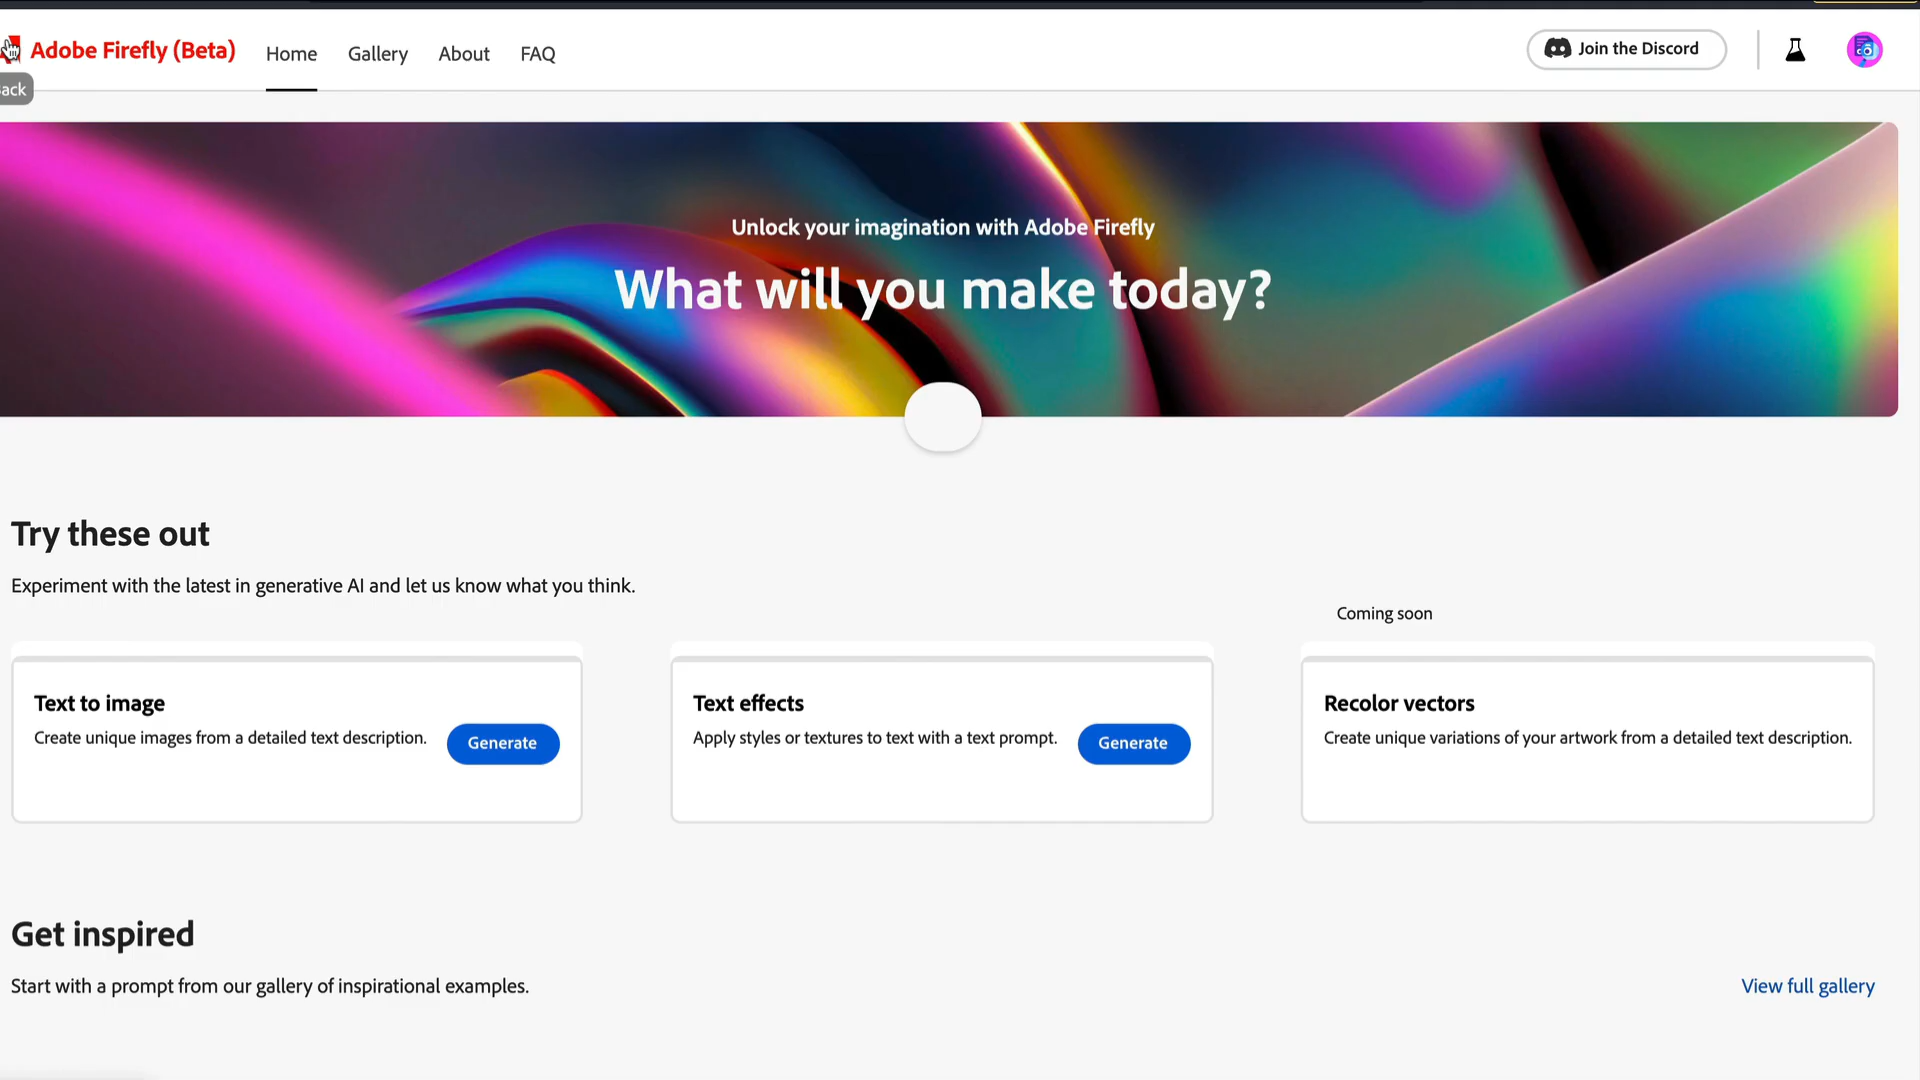 Adobe Firefly (Beta) Home Gallery About FAQ Join the Discord
ack
Unlock your imagination with Adobe Firefly
What will you make today?
Try these out
Experiment with the latest in generative AI and let us know what you think.
Coming soon
Text to image
Create unique images from a detailed text description.
Generate
Text effects
Apply styles or textures to text with a text prompt.
Generate
Recolor vectors
Create unique variations of your artwork from a detailed text description.
Get inspired
Start with a prompt from our gallery of inspirational examples.
View full gallery